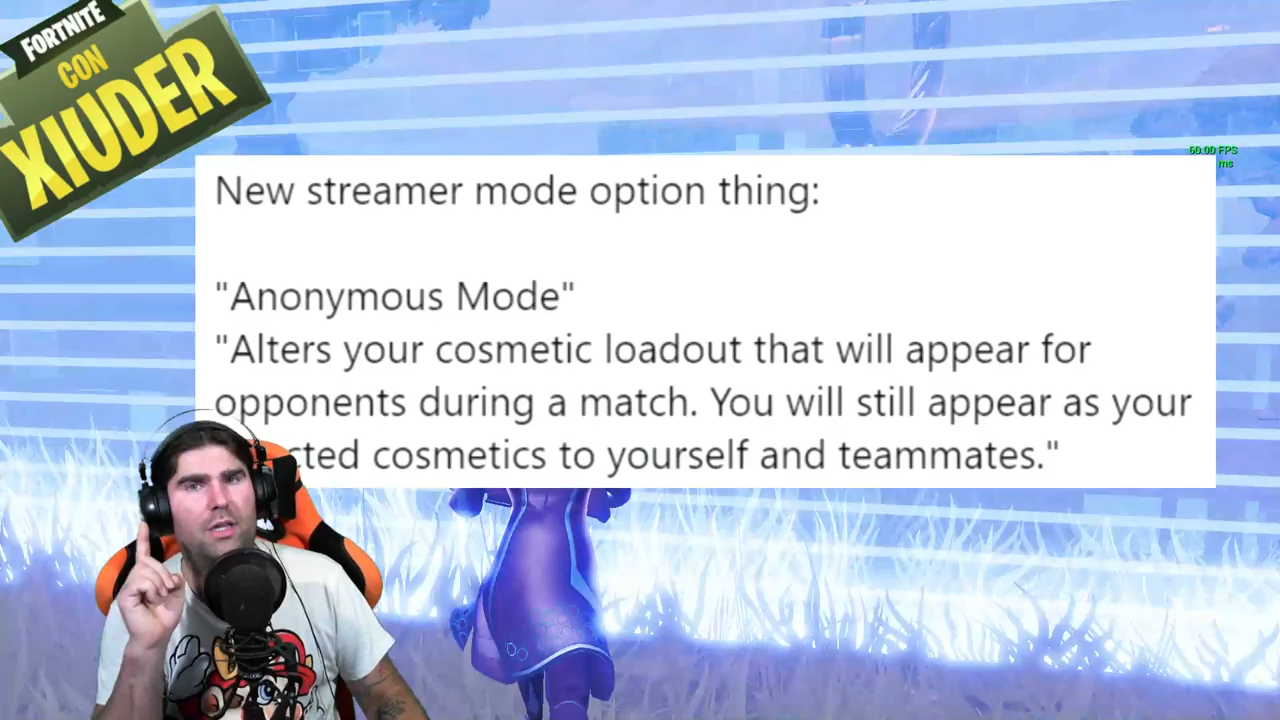 FORTNITE
CON
XIUDER
60.00 FPS
ms
New streamer mode option thing:
"Anonymous Mode"
"Alters your cosmetic loadout that will appear for
opponents during a match. You will still appear as your
cted cosmetics to yourself and teammates."